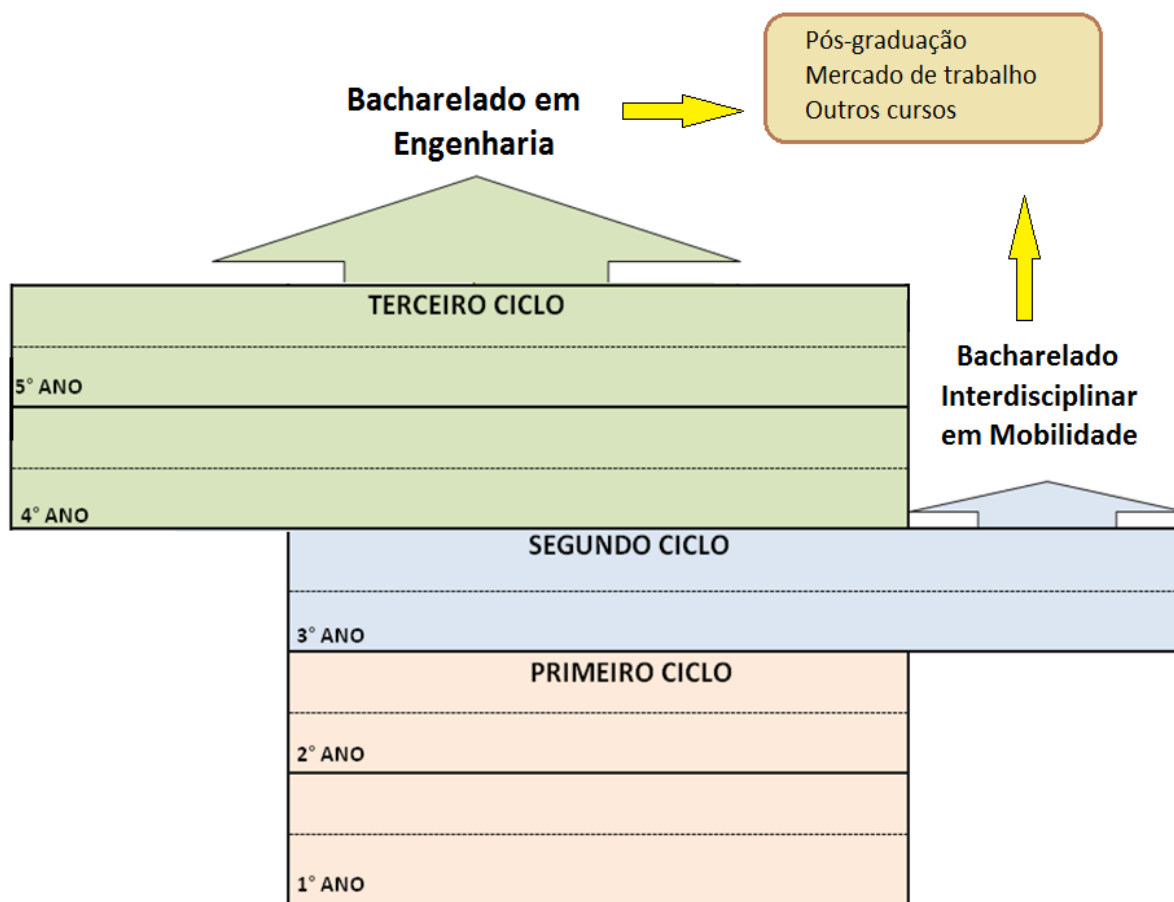 Pós-graduação
Mercado de trabalho
Outros cursos
Bacharelado em
Engenharia
TERCEIRO CICLO
5° ANO
4° ANO
Bacharelado
Interdisciplinar
em Mobilidade
SEGUNDO CICLO
3° ANO
PRIMEIRO CICLO
2° ANO
1° ANO